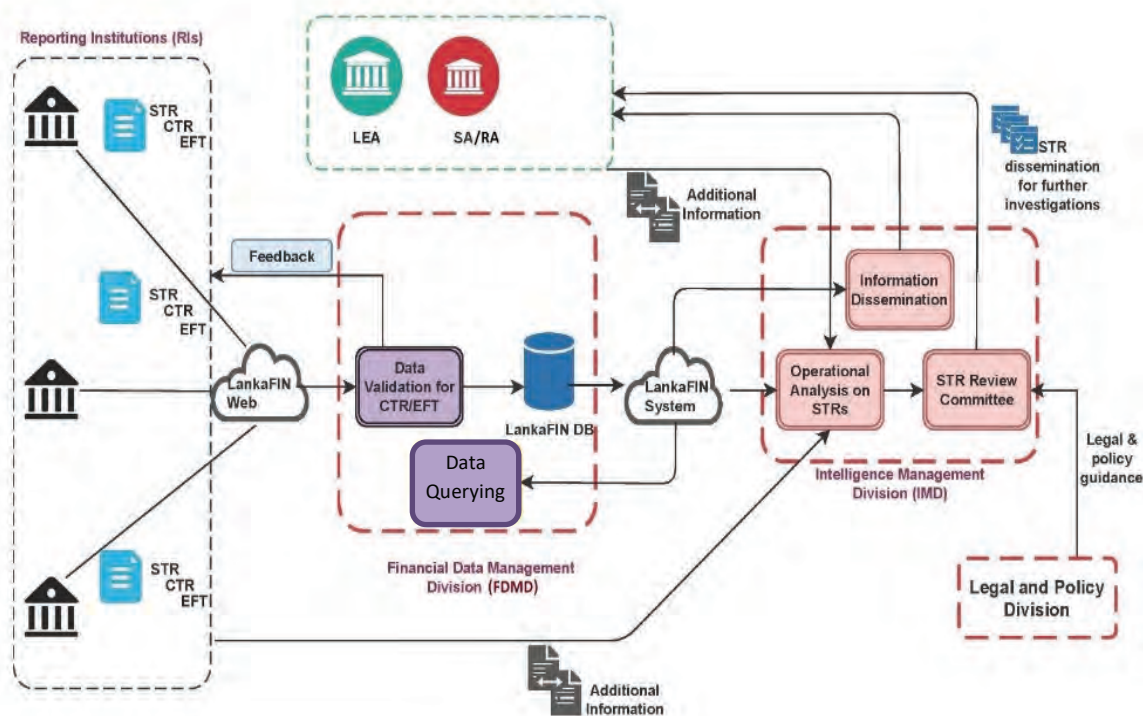 Reporting Institutions (RIs)
STR
CTR
EFT
LEA
SA/RA
STR
dissemination
for further
investigations
Additional
Information
Feedback
STR
CTR
EFT
Information
Dissemination
LankaFIN
Web
Data
Validation for
CTR/EFT
LankaFIN DB
LankaFIN
System
Operational
Analysis on
STRs
STR Review
Committee
Data
Querying
Legal &
policy
guidance
Intelligence Management
Division (IMD)
STR
CTR
EFT
Financial Data Management
Division (FDMD)
Legal and Policy
Division
Additional
Information